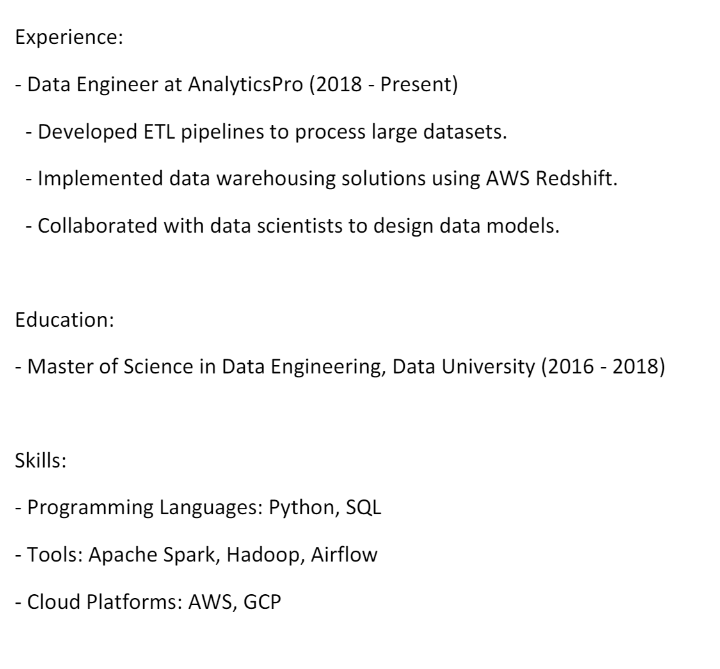 Experience:
- Data Engineer at AnalyticsPro (2018 - Present)
- Developed ETL pipelines to process large datasets.
- Implemented data warehousing solutions using AWS Redshift.
- Collaborated with data scientists to design data models.
Education:
- Master of Science in Data Engineering, Data University (2016 - 2018)
Skills:
- Programming Languages: Python, SQL
- Tools: Apache Spark, Hadoop, Airflow
- Cloud Platforms: AWS, GCP